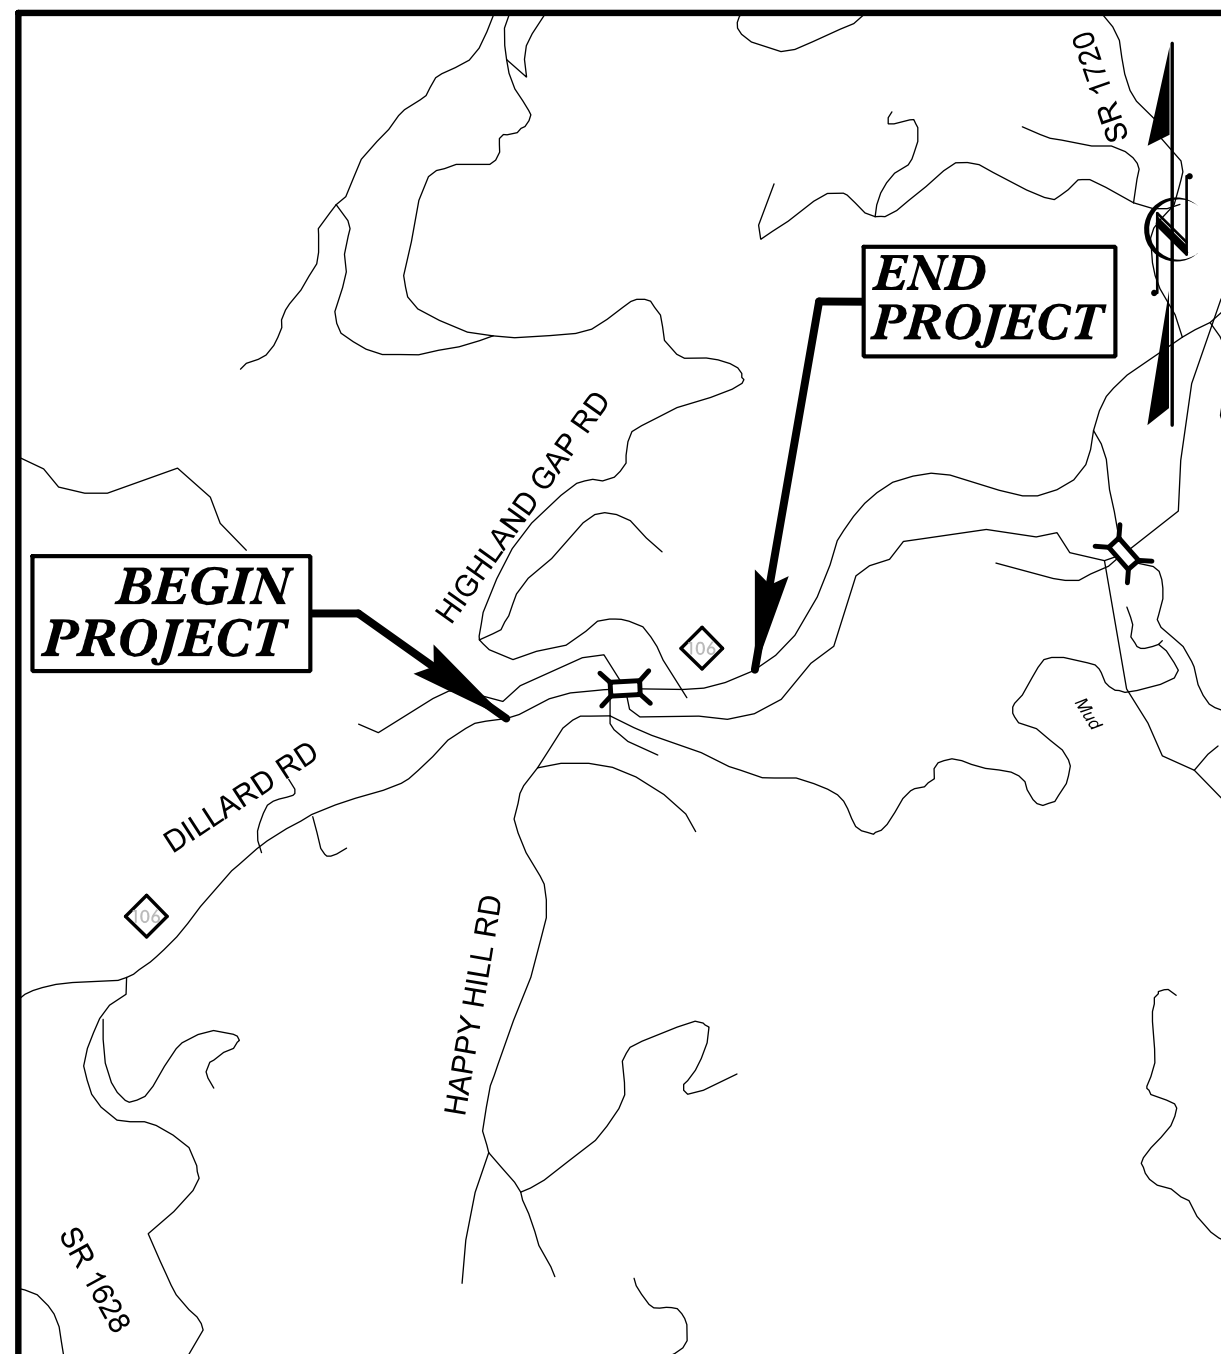 SR 1720
END
PROJECT
HIGHLAND GAP RD
BEGIN
PROJECT
106
Mud
DILLARD RD
106
HAPPY HILL RD
SR 1628
N